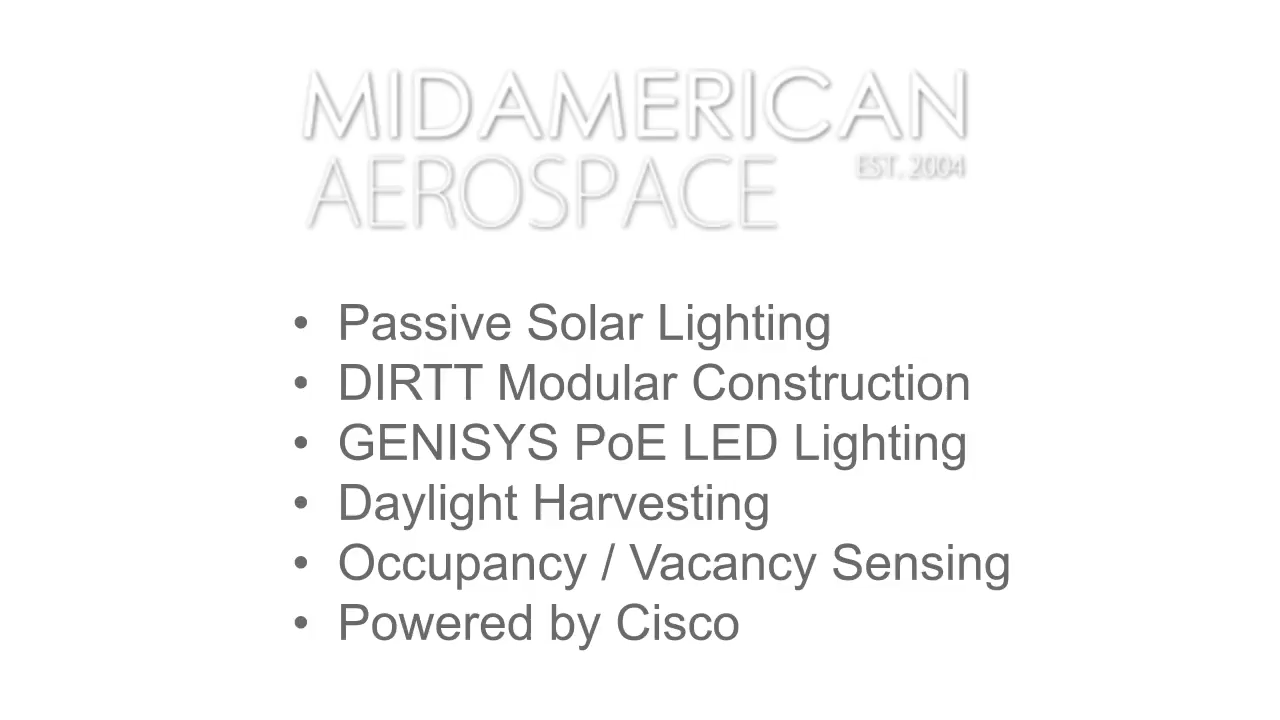 MIDAMERICAN
AEROSPACE EST. 2004
• Passive Solar Lighting
• DIRTT Modular Construction
• GENISYS PoE LED Lighting
• Daylight Harvesting
• Occupancy / Vacancy Sensing
• Powered by Cisco